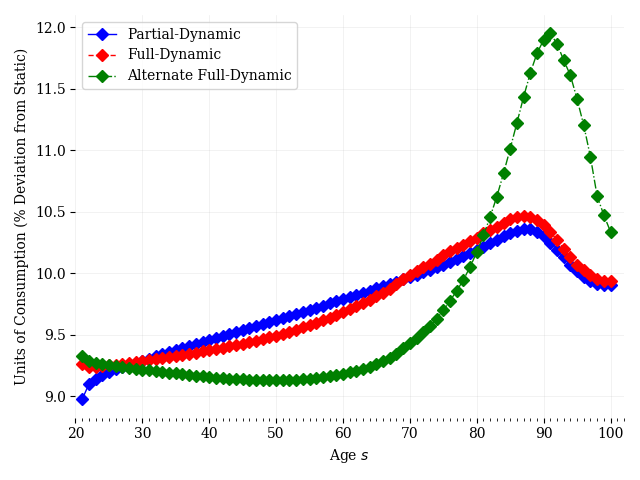 Partial-Dynamic
Full-Dynamic
Alternate Full-Dynamic
Units of Consumption (% Deviation from Static)
12.0
11.5
11.0
10.5
10.0
9.5
9.0
20 30 40 50 60 70 80 90 100
Age s